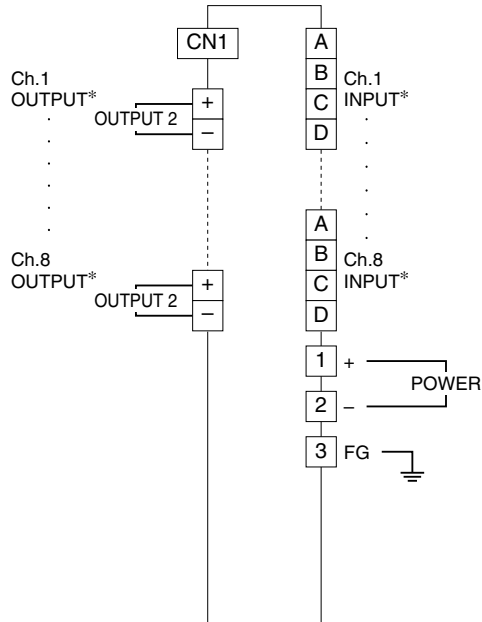 CN1
Ch.1
OUTPUT*
OUTPUT 2
+
–
Ch.8
OUTPUT*
OUTPUT 2
+
–
A
B
C
D
Ch.1
INPUT*
A
B
C
D
Ch.8
INPUT*
1 +
2 –
POWER
3 FG